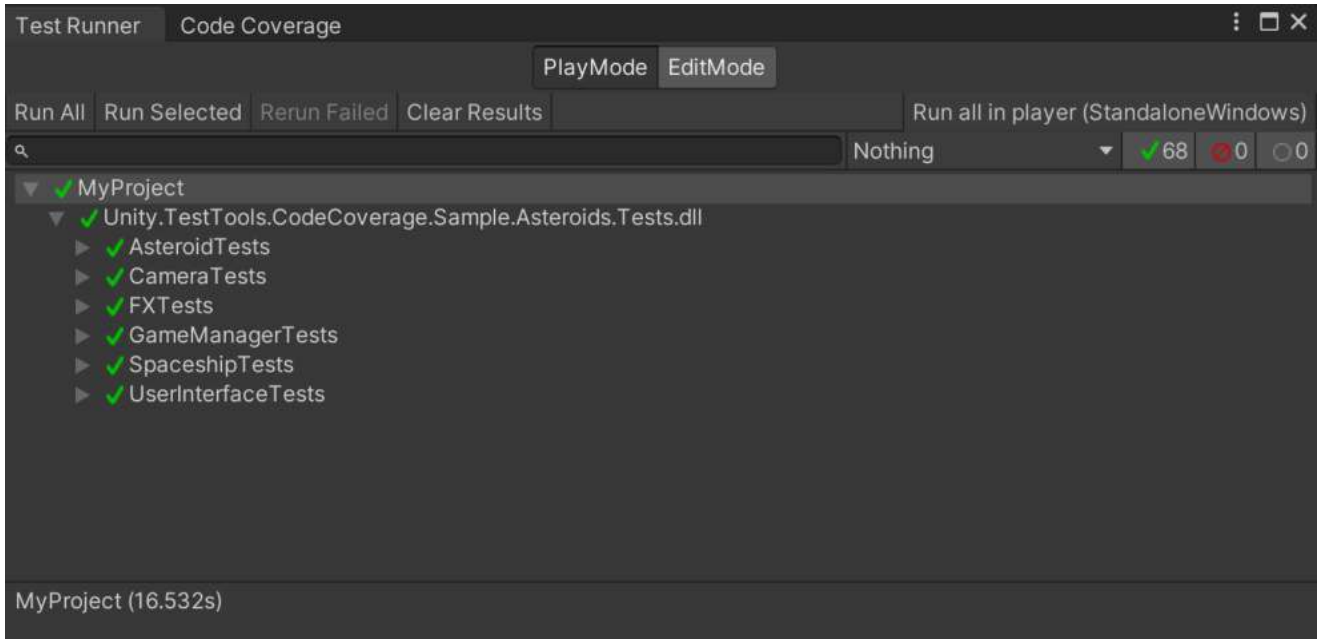 Test Runner Code Coverage
PlayMode EditMode
Run All Run Selected Rerun Failed Clear Results Run all in player (StandaloneWindows)
Nothing 68 0 0
MyProject
Unity.TestTools.CodeCoverage.Sample.Asteroids.Tests.dll
AsteroidTests
CameraTests
FXTests
GameManagerTests
SpaceshipTests
UserInterfaceTests
MyProject (16.532s)